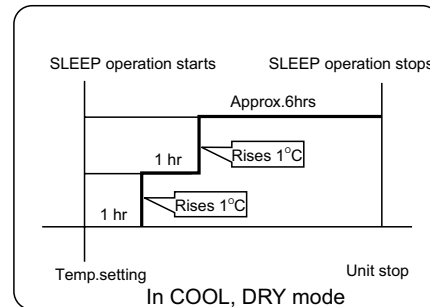 SLEEP operation starts
SLEEP operation stops
Approx.6hrs
1 hr
Rises 1°C
1 hr
Rises 1°C
Temp.setting
Unit stop
In COOL, DRY mode